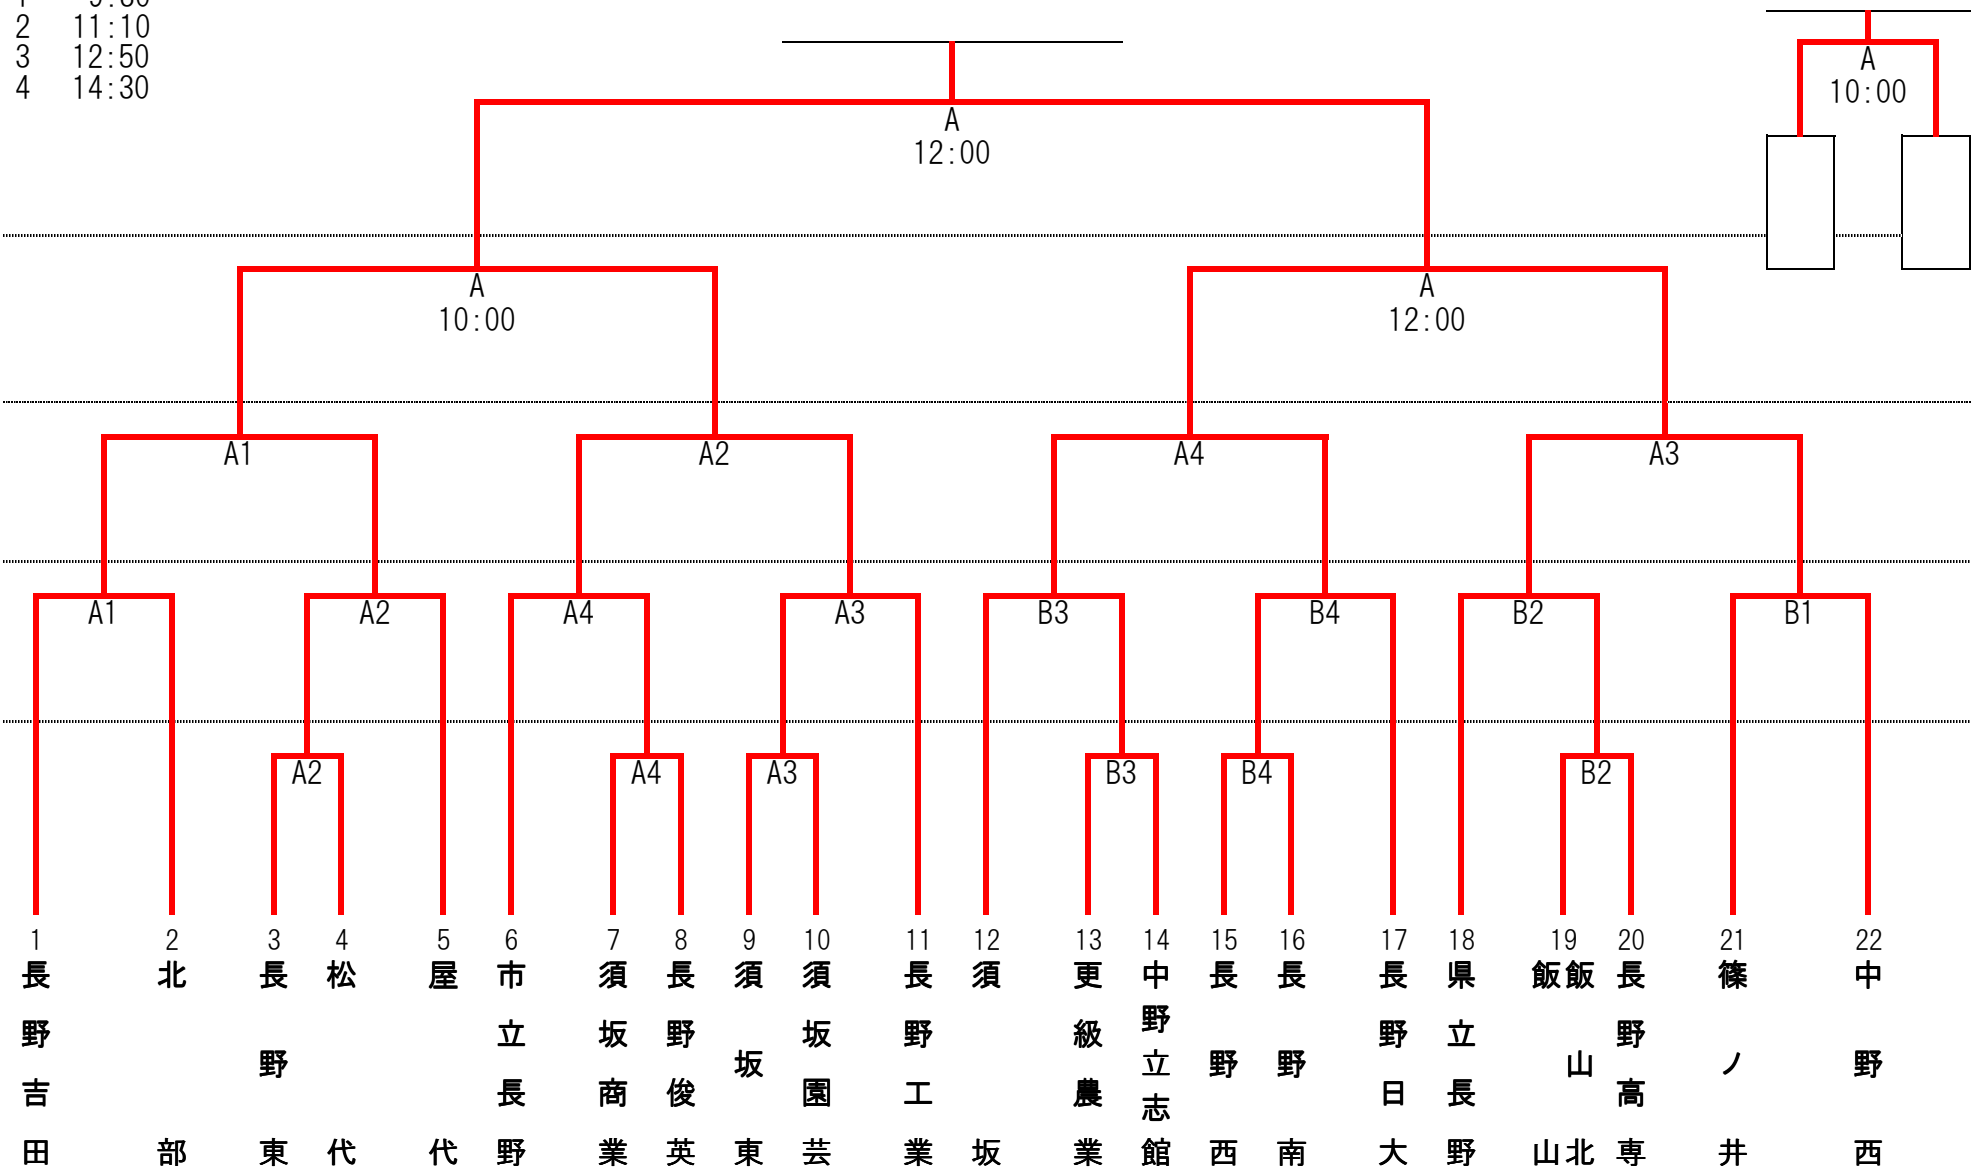 2 11:10
3 12:50
4 14:30
A
10:00
A
12:00
A
10:00
A
12:00
A1
A2
A4
A3
A1
A2
A4
A3
B3
B4
B2
B1
A2
A4
A3
B3
B4
B2
1 2 3 4 5 6 7 8 9 10 11 12 13 14 15 16 17 18 19 20 21 22
長野吉田
北部
長野東
松代
屋代
市立長野
須坂商業
長野俊英
須坂東
須坂園芸
長野工業
須坂
更級農業
中野立志館
長野西
長野南
長野日大
県立長野
飯山
飯山北
長野高専
篠ノ井
中野西